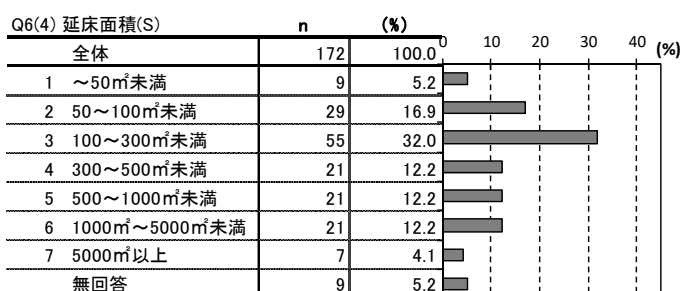 Q6(4) 延床面積(S) n (%)
全体 172 100.0
0 10 20 30 40 (%)
1 ～50㎡未満 9 5.2
2 50～100㎡未満 29 16.9
3 100～300㎡未満 55 32.0
4 300～500㎡未満 21 12.2
5 500～1000㎡未満 21 12.2
6 1000㎡～5000㎡未満 21 12.2
7 5000㎡以上 7 4.1
無回答 9 5.2